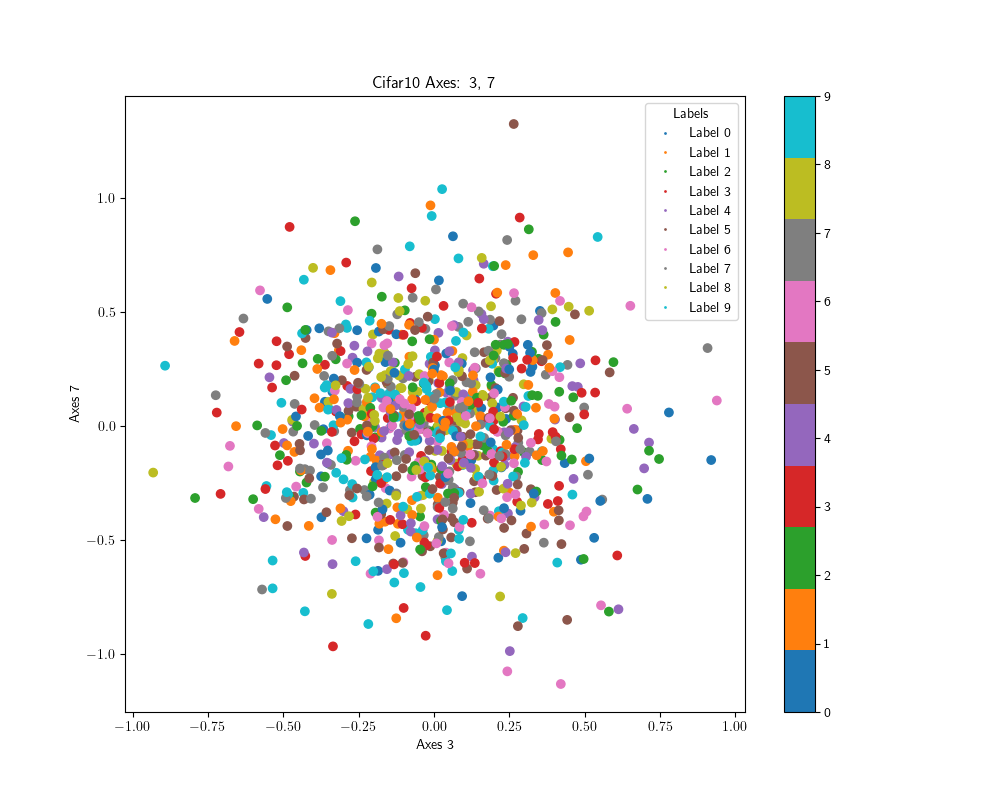 Cifar10 Axes: 3, 7
Labels
Label 0
Label 1
Label 2
Label 3
Label 4
Label 5
Label 6
Label 7
Label 8
Label 9
1.0
0.5
0.0
−0.5
−1.0
Axes 7
−1.00 −0.75 −0.50 −0.25 0.00 0.25 0.50 0.75 1.00
Axes 3
9
8
7
6
5
4
3
2
1
0